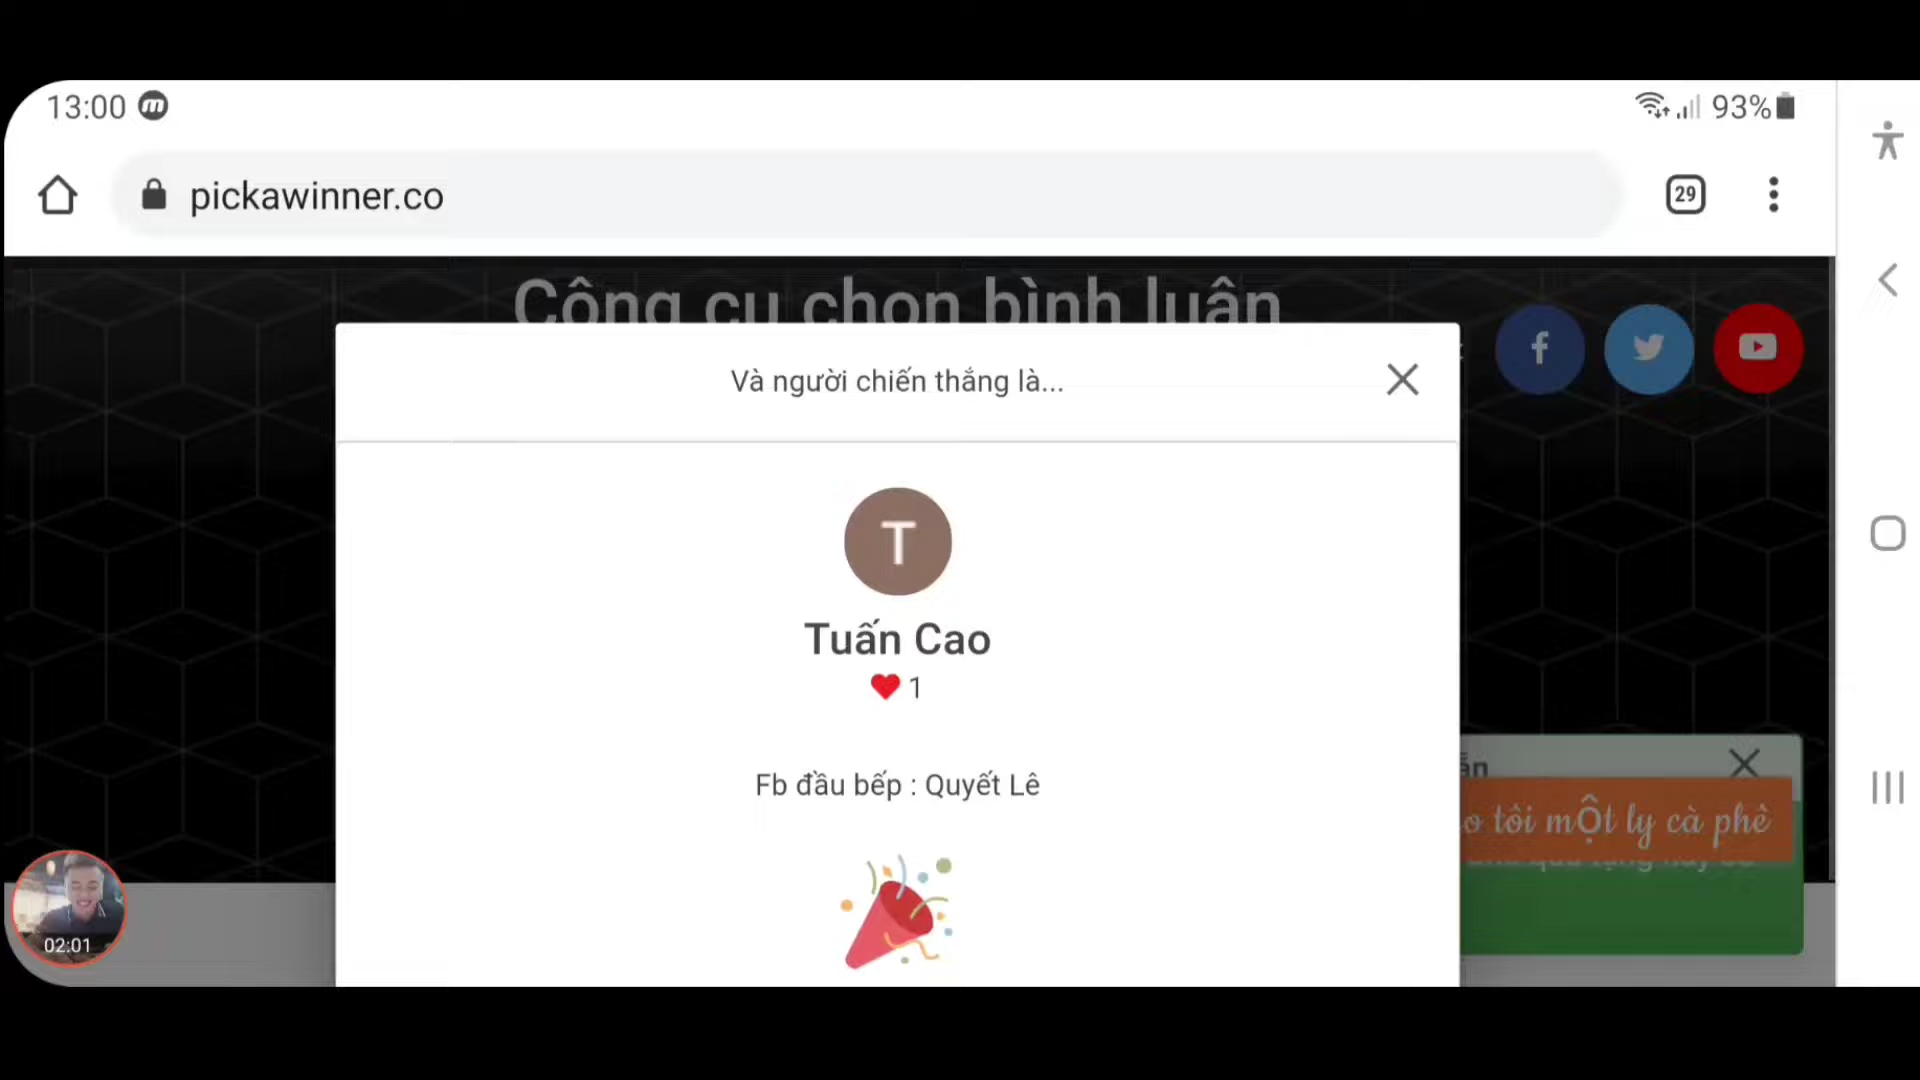 13:00
93%
pickawinner.co
29
Công cụ chọn bình luận
Và người chiến thắng là...
T
Tuấn Cao
1
Fb đầu bếp : Quyết Lê
tôi mỘt ly cà phê
02:01